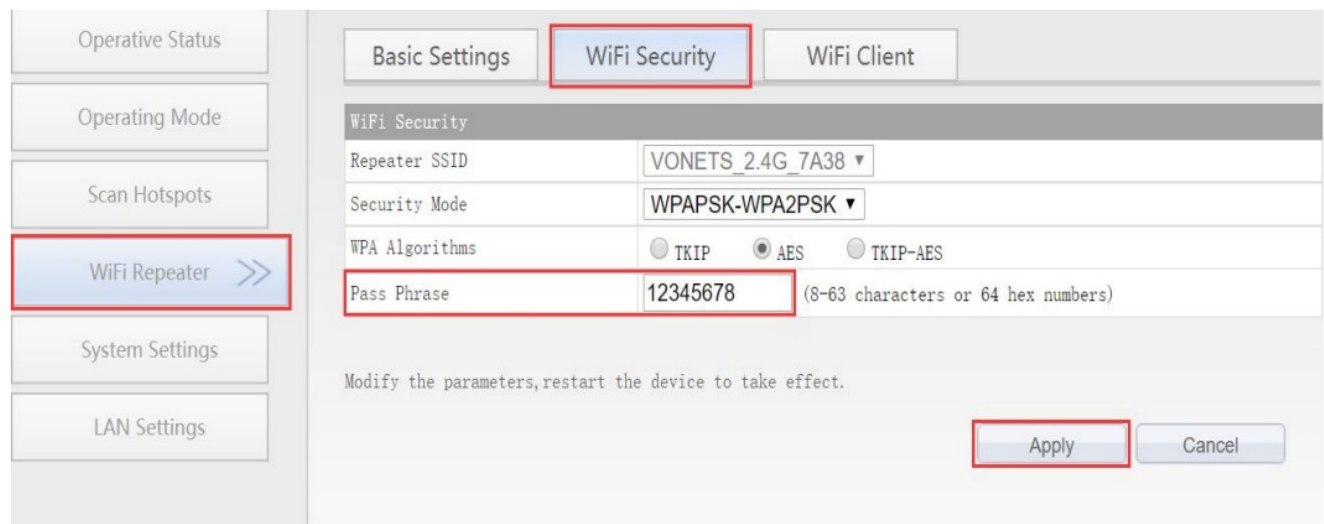 Operative Status
Operating Mode
Scan Hotspots
WiFi Repeater
System Settings
LAN Settings
Basic Settings WiFi Security WiFi Client
WiFi Security
Repeater SSID VONETS_2.4G_7A38
Security Mode WPAPSK-WPA2PSK
WPA Algorithms TKIP AES TKIP-AES
Pass Phrase 12345678 (8-63 characters or 64 hex numbers)
Modify the parameters,restart the device to take effect.
Apply Cancel